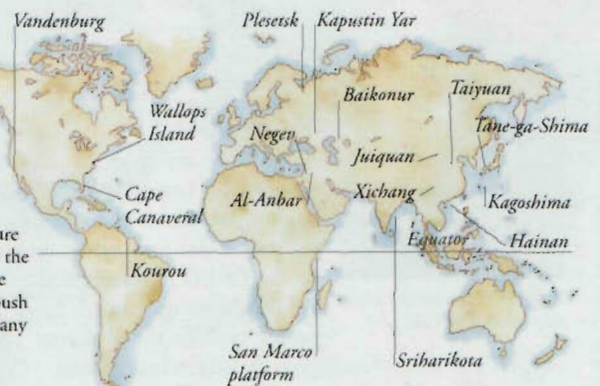 Vandenburg
Plesetsk
Kapustin Yar
Wallops
Island
Negev
Baikonur
Taiyuan
Tane-ga-Shima
Juiquan
Cape
Canaveral
Al-Anbar
Xichang
Kagoshima
Equator
Hainan
Kourou
San Marco
platform
Sriharikota
are
the
any